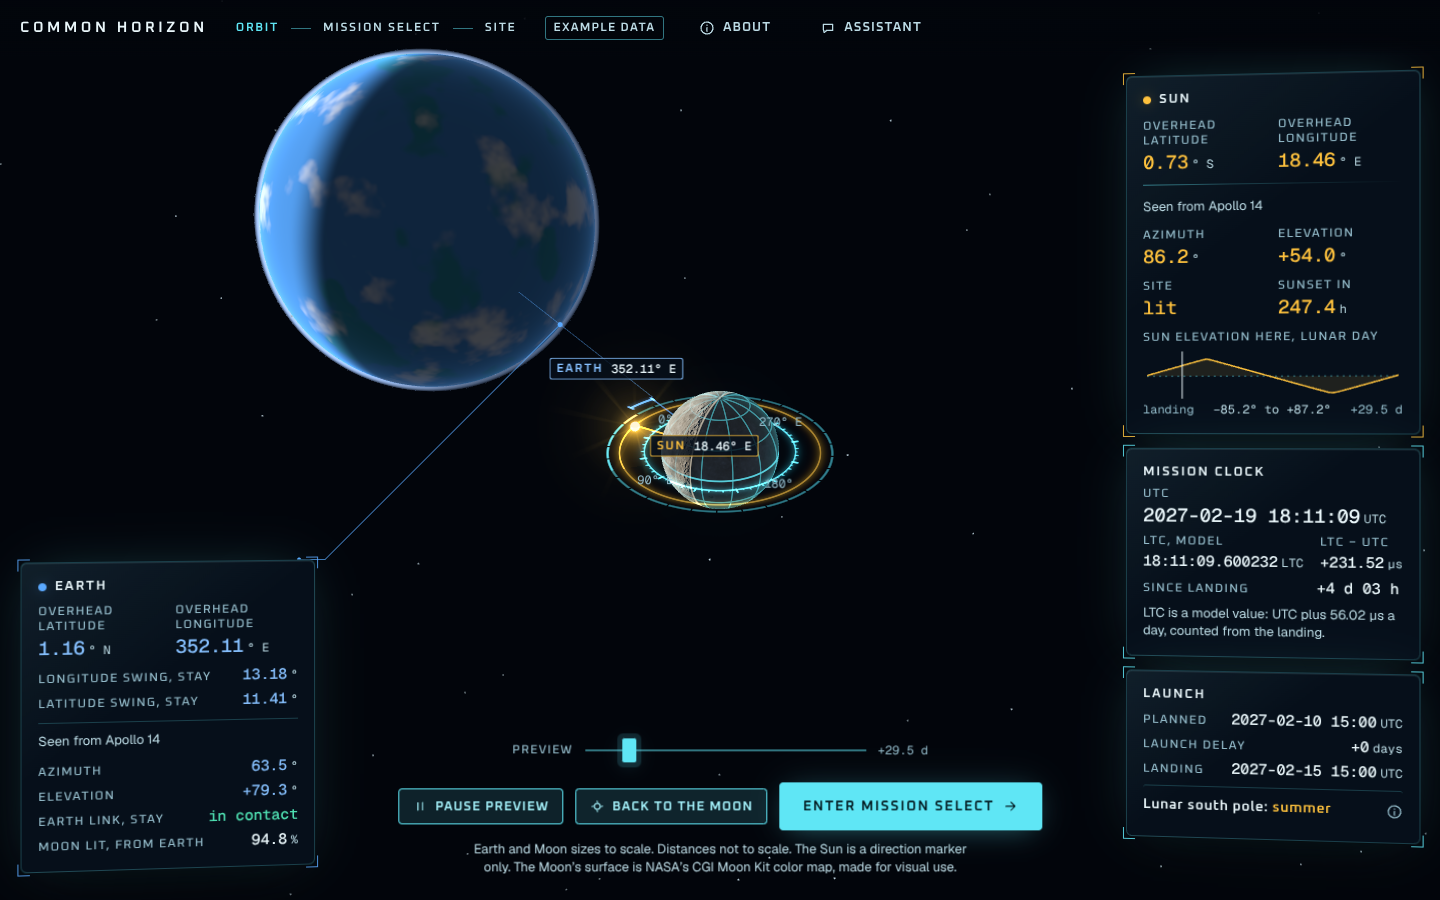 COMMON HORIZON
ORBIT
MISSION SELECT
SITE
EXAMPLE DATA
ABOUT
ASSISTANT
SUN
OVERHEAD LATITUDE
0.73° S
OVERHEAD LONGITUDE
18.46° E
Seen from Apollo 14
AZIMUTH
86.2°
ELEVATION
+54.0°
SITE
lit
SUNSET IN
247.4 h
SUN ELEVATION HERE, LUNAR DAY
landing
−85.2° to +87.2°
+29.5 d
EARTH 352.11° E
SUN 18.46° E
270° E
90°
180°
MISSION CLOCK
UTC
2027-02-19 18:11:09 UTC
LTC, MODEL
18:11:09.600232 LTC
LTC − UTC
+231.52 µs
SINCE LANDING
+4 d 03 h
LTC is a model value: UTC plus 56.02 µs a
day, counted from the landing.
LAUNCH
PLANNED 2027-02-10 15:00 UTC
LAUNCH DELAY +0 days
LANDING 2027-02-15 15:00 UTC
Lunar south pole: summer
EARTH
OVERHEAD LATITUDE
1.16° N
OVERHEAD LONGITUDE
352.11° E
LONGITUDE SWING, STAY 13.18°
LATITUDE SWING, STAY 11.41°
Seen from Apollo 14
AZIMUTH 63.5°
ELEVATION +79.3°
EARTH LINK, STAY in contact
MOON LIT, FROM EARTH 94.8 %
PREVIEW
+29.5 d
PAUSE PREVIEW
BACK TO THE MOON
ENTER MISSION SELECT →
Earth and Moon sizes to scale. Distances not to scale. The Sun is a direction marker
only. The Moon's surface is NASA's CGI Moon Kit color map, made for visual use.